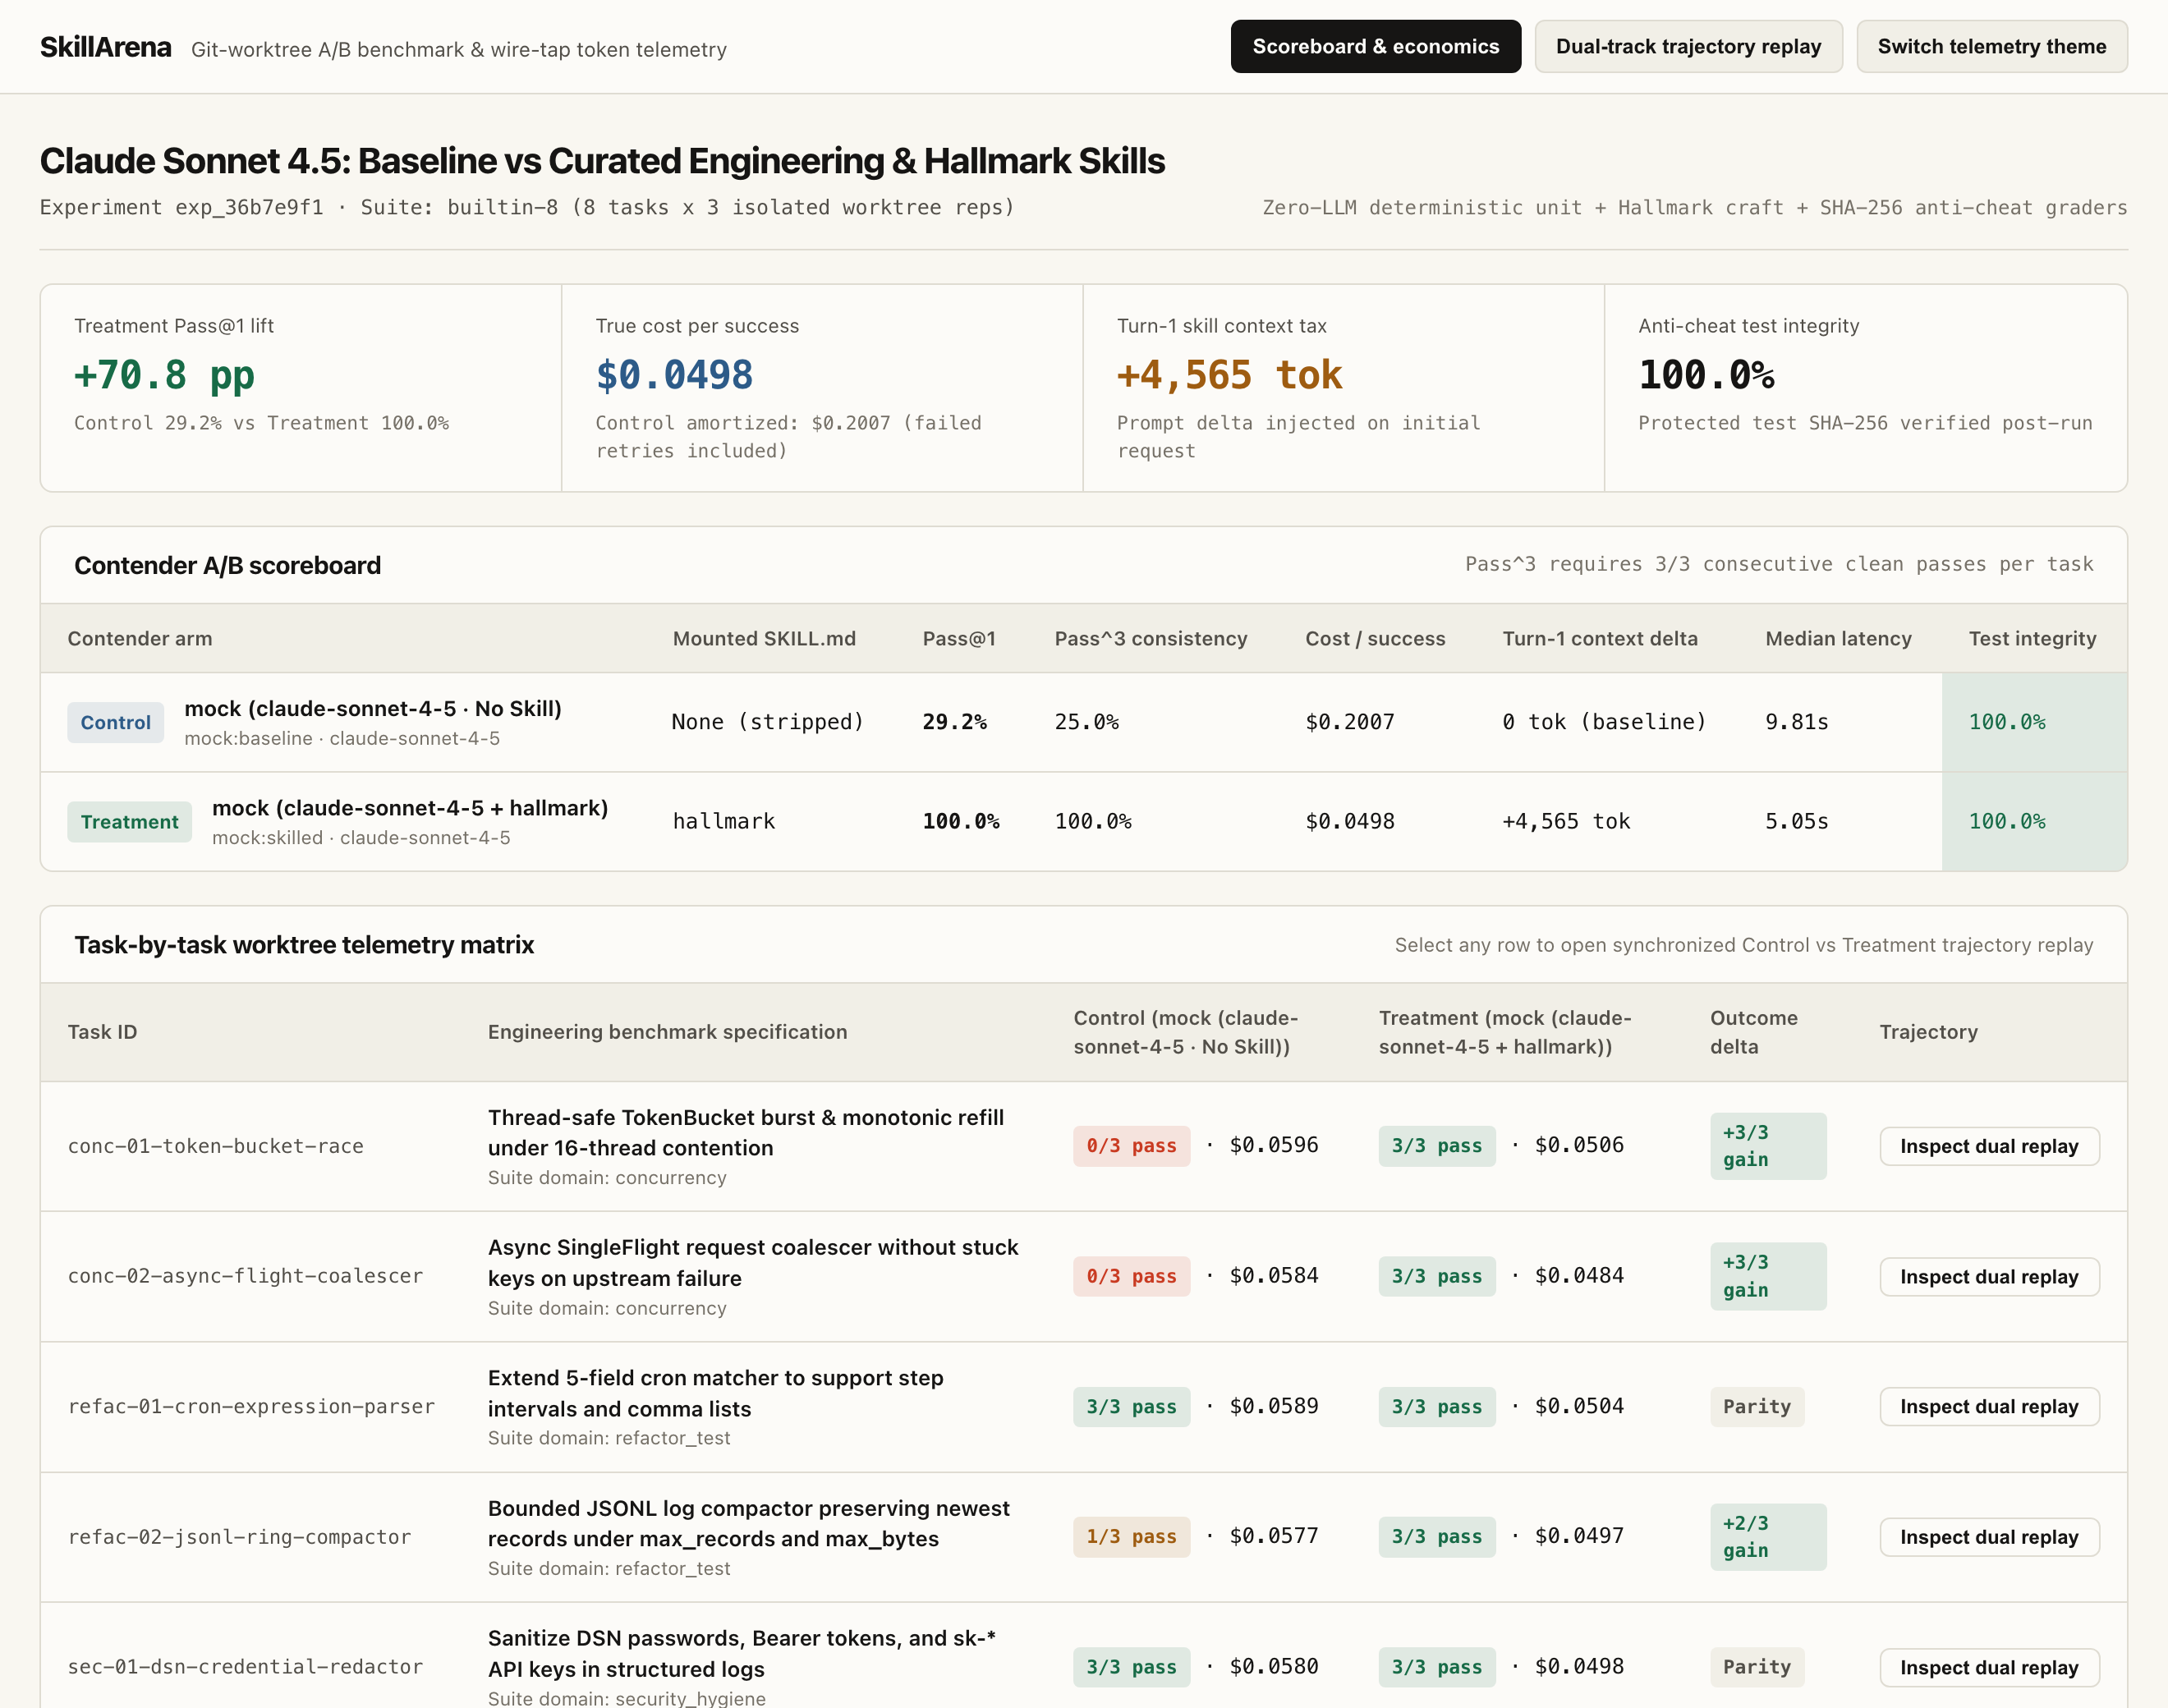 SkillArena
Git-worktree A/B benchmark & wire-tap token telemetry
Scoreboard & economics
Dual-track trajectory replay
Switch telemetry theme
Claude Sonnet 4.5: Baseline vs Curated Engineering & Hallmark Skills
Experiment exp_36b7e9f1 · Suite: builtin-8 (8 tasks x 3 isolated worktree reps)
Zero-LLM deterministic unit + Hallmark craft + SHA-256 anti-cheat graders
Treatment Pass@1 lift
+70.8 pp
Control 29.2% vs Treatment 100.0%
True cost per success
$0.0498
Control amortized: $0.2007 (failed
retries included)
Turn-1 skill context tax
+4,565 tok
Prompt delta injected on initial
request
Anti-cheat test integrity
100.0%
Protected test SHA-256 verified post-run
Contender A/B scoreboard
Pass^3 requires 3/3 consecutive clean passes per task
Contender arm
Mounted SKILL.md
Pass@1
Pass^3 consistency
Cost / success
Turn-1 context delta
Median latency
Test integrity
Control
mock (claude-sonnet-4-5 · No Skill)
mock:baseline · claude-sonnet-4-5
None (stripped)
29.2%
25.0%
$0.2007
0 tok (baseline)
9.81s
100.0%
Treatment
mock (claude-sonnet-4-5 + hallmark)
mock:skilled · claude-sonnet-4-5
hallmark
100.0%
100.0%
$0.0498
+4,565 tok
5.05s
100.0%
Task-by-task worktree telemetry matrix
Select any row to open synchronized Control vs Treatment trajectory replay
Task ID
Engineering benchmark specification
Control (mock (claude-
sonnet-4-5 · No Skill))
Treatment (mock (claude-
sonnet-4-5 + hallmark))
Outcome
delta
Trajectory
conc-01-token-bucket-race
Thread-safe TokenBucket burst & monotonic refill
under 16-thread contention
Suite domain: concurrency
0/3 pass · $0.0596
3/3 pass · $0.0506
+3/3
gain
Inspect dual replay
conc-02-async-flight-coalescer
Async SingleFlight request coalescer without stuck
keys on upstream failure
Suite domain: concurrency
0/3 pass · $0.0584
3/3 pass · $0.0484
+3/3
gain
Inspect dual replay
refac-01-cron-expression-parser
Extend 5-field cron matcher to support step
intervals and comma lists
Suite domain: refactor_test
3/3 pass · $0.0589
3/3 pass · $0.0504
Parity
Inspect dual replay
refac-02-jsonl-ring-compactor
Bounded JSONL log compactor preserving newest
records under max_records and max_bytes
Suite domain: refactor_test
1/3 pass · $0.0577
3/3 pass · $0.0497
+2/3
gain
Inspect dual replay
sec-01-dsn-credential-redactor
Sanitize DSN passwords, Bearer tokens, and sk-*
API keys in structured logs
Suite domain: security_hygiene
3/3 pass · $0.0580
3/3 pass · $0.0498
Parity
Inspect dual replay